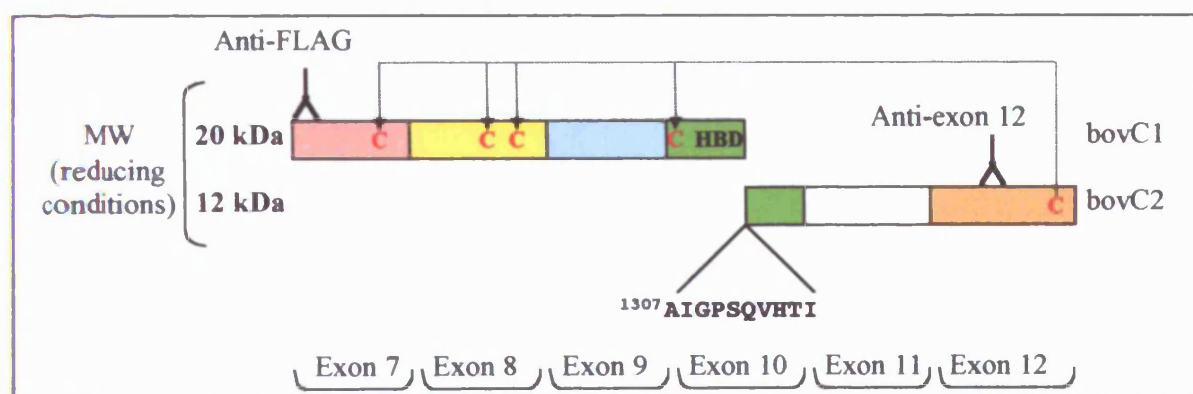 Anti-FLAG
Anti-exon 12
MW
(reducing
conditions)
20 kDa
C
C
C
C
HBD
bovC1
12 kDa
C
bovC2
1307AIGPSQVHTI
Exon 7
Exon 8
Exon 9
Exon 10
Exon 11
Exon 12